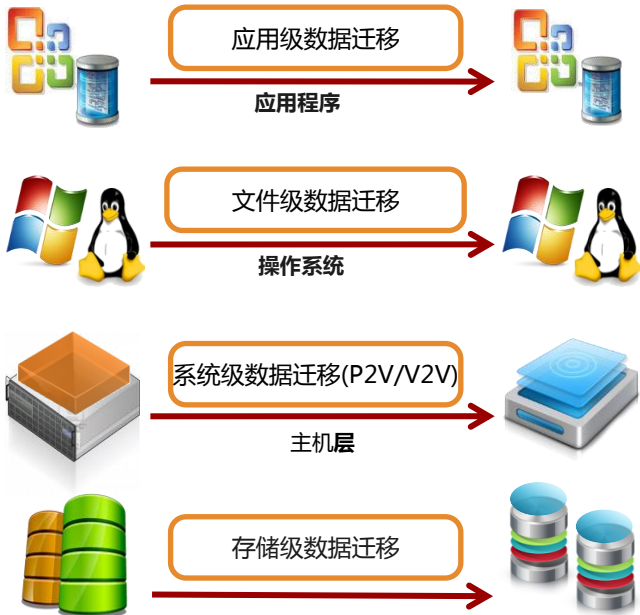 应用级数据迁移
应用程序
文件级数据迁移
操作系统
系统级数据迁移(P2V/V2V)
主机层
存储级数据迁移